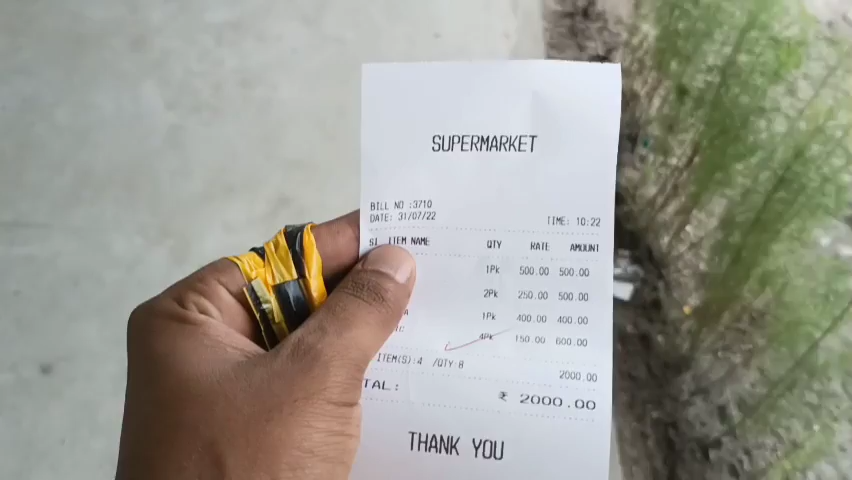 SUPERMARKET
BILL NO :3710
DATE: 31/07/22 TIME: 10:22
SI ITEM NAME QTY RATE AMOUNT
1Pk 500.00 500.00
2Pk 250.00 500.00
1Pk 400.00 400.00
4Pk 150.00 600.00
ITEM(S):4 /QTY:8 2000.00
TAL: ₹ 2000.00
THANK YOU